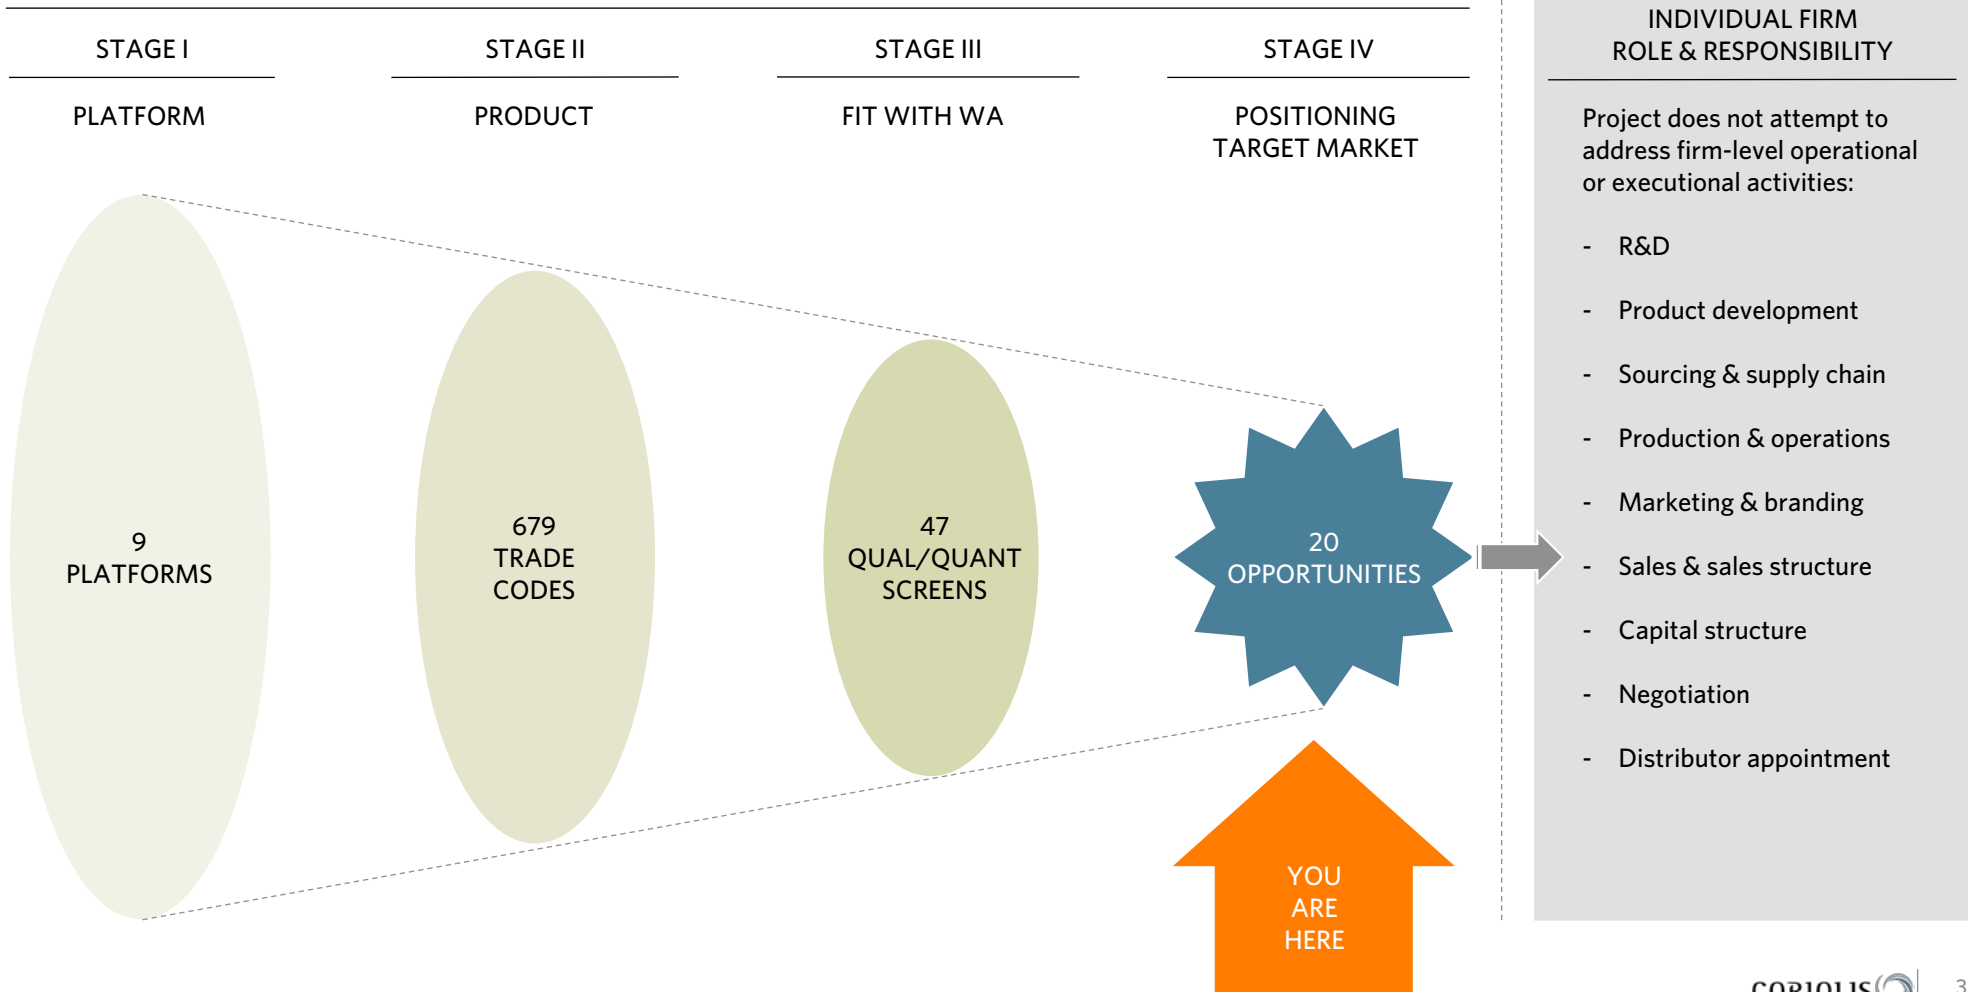 STAGE I
PLATFORM
9
PLATFORMS
STAGE II
PRODUCT
679
TRADE
CODES
STAGE III
FIT WITH WA
47
QUAL/QUANT
SCREENS
STAGE IV
POSITIONING
TARGET MARKET
20
OPPORTUNITIES
YOU
ARE
HERE
INDIVIDUAL FIRM
ROLE & RESPONSIBILITY
Project does not attempt to
address firm-level operational
or executional activities:
- R&D
- Product development
- Sourcing & supply chain
- Production & operations
- Marketing & branding
- Sales & sales structure
- Capital structure
- Negotiation
- Distributor appointment
CORIOLIS
3